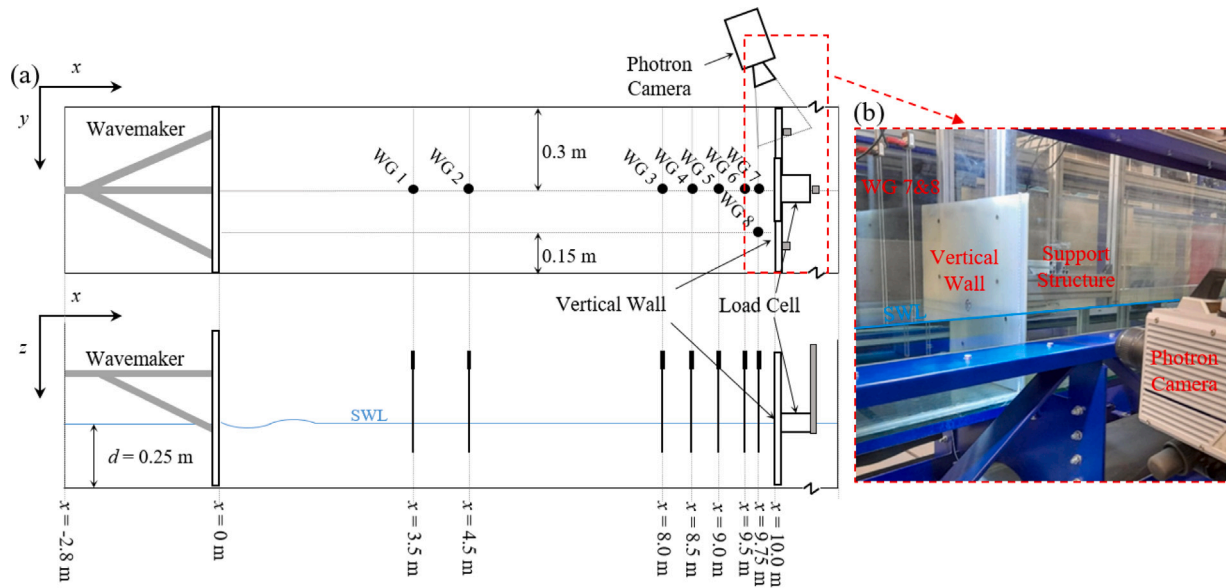 (a)
x
y
Wavemaker
0.3 m
0.15 m
WG 1
WG 2
WG 3
WG 4
WG 5
WG 6
WG 7
WG 8
Photron
Camera
Vertical Wall
Load Cell
x
z
Wavemaker
SWL
d = 0.25 m
x = -2.8 m
x = 0 m
x = 3.5 m
x = 4.5 m
x = 8.0 m
x = 8.5 m
x = 9.0 m
x = 9.5 m
x = 9.75 m
x = 10.0 m
(b)
WG 7&8
Vertical
Wall
Support
Structure
SWL
Photron
Camera